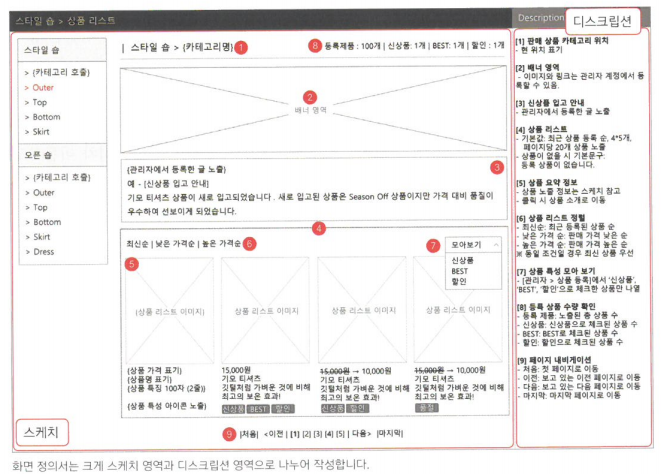 스타일 숍 > 상품 리스트
Description
디스크립션
스타일 숍
> (카테고리 호출)
> Outer
> Top
> Bottom
> Skirt
오픈 숍
> (카테고리 호출)
> Outer
> Top
> Bottom
> Skirt
> Dress
| 스타일 숍 > {카테고리명} 1
8 등록제품 : 100개 | 신상품: 1개 | BEST: 1개 | 할인 : 1개
2
배너 영역
3
{관리자에서 등록한 글 노출}
예 - [신상품 입고 안내]
기모 티셔츠 상품이 새로 입고되었습니다. 새로 입고된 상품은 Season Off 상품이지만 가격 대비 품질이
우수하여 선보이게 되었습니다.
4
최신순 | 낮은 가격순 | 높은 가격순 6
7 모아보기
신상품
BEST
할인
5
(상품 리스트 이미지)
(상품 리스트 이미지)
(상품 리스트 이미지)
(상품 리스트 이미지)
(상품 가격 표기)
(상품명 표기)
(상품 특징 100자 (2줄))
(상품 특성 아이콘 노출)
15,000원
기모 티셔츠
깃털처럼 가벼운 것에 비해
최고의 보온 효과!
신상품 BEST 할인
15,000원 → 10,000원
기모 티셔츠
깃털처럼 가벼운 것에 비해
최고의 보온 효과!
신상품 할인
15,000원 → 10,000원
기모 티셔츠
깃털처럼 가벼운 것에 비해
최고의 보온 효과!
품절
9 |처음| <이전 | [1] [2] [3] [4] [5] | 다음> |마지막|
스케치
[1] 판매 상품 카테고리 위치
- 현 위치 표기
[2] 배너 영역
- 이미지와 링크는 관리자 계정에서 등
록할 수 있음.
[3] 신상품 입고 안내
- 관리자에서 등록한 글 노출
[4] 상품 리스트
- 기본값: 최근 상품 등록 순, 4*5개,
페이지당 20개 상품 노출
- 상품이 없을 시 기본문구:
등록 상품이 없습니다.
[5] 상품 요약 정보
- 상품 노출 정보는 스케치 참고
- 클릭 시 상품 소개로 이동
[6] 상품 리스트 정렬
- 최신순: 최근 등록된 상품 순
- 낮은 가격 순: 판매 가격 낮은 순
- 높은 가격 순: 판매 가격 높은 순
※ 동일 조건일 경우 최신 상품 우선
[7] 상품 특성 모아 보기
- [관리자 > 상품 등록]에서 '신상품',
'BEST', '할인'으로 체크한 상품만 나열
[8] 등록 상품 수량 확인
- 등록 제품: 노출된 총 상품 수
- 신상품: 신상품으로 체크된 상품 수
- BEST: BEST로 체크된 상품 수
- 할인: 할인으로 체크된 상품 수
[9] 페이지 내비게이션
- 처음: 첫 페이지로 이동
- 이전: 보고 있는 이전 페이지로 이동
- 다음: 보고 있는 다음 페이지로 이동
- 마지막: 마지막 페이지로 이동
화면 정의서는 크게 스케치 영역과 디스크립션 영역으로 나누어 작성합니다.